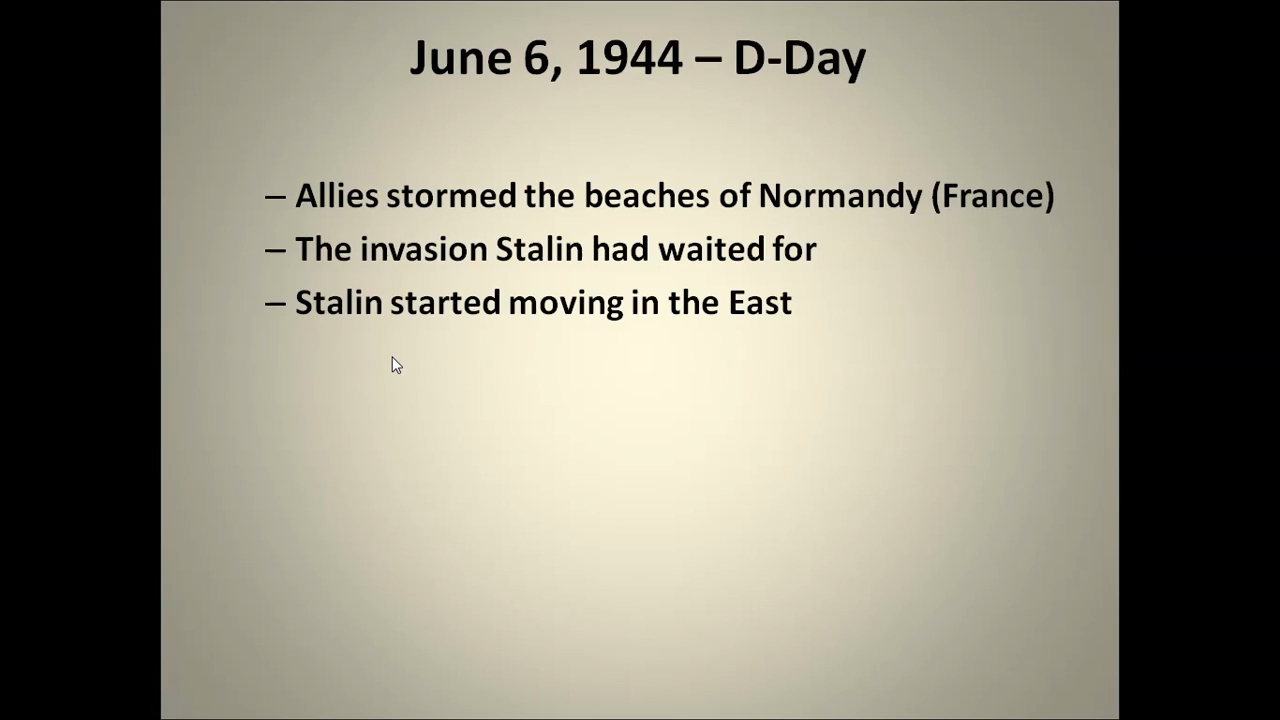 June 6, 1944 – D-Day
– Allies stormed the beaches of Normandy (France)
– The invasion Stalin had waited for
– Stalin started moving in the East